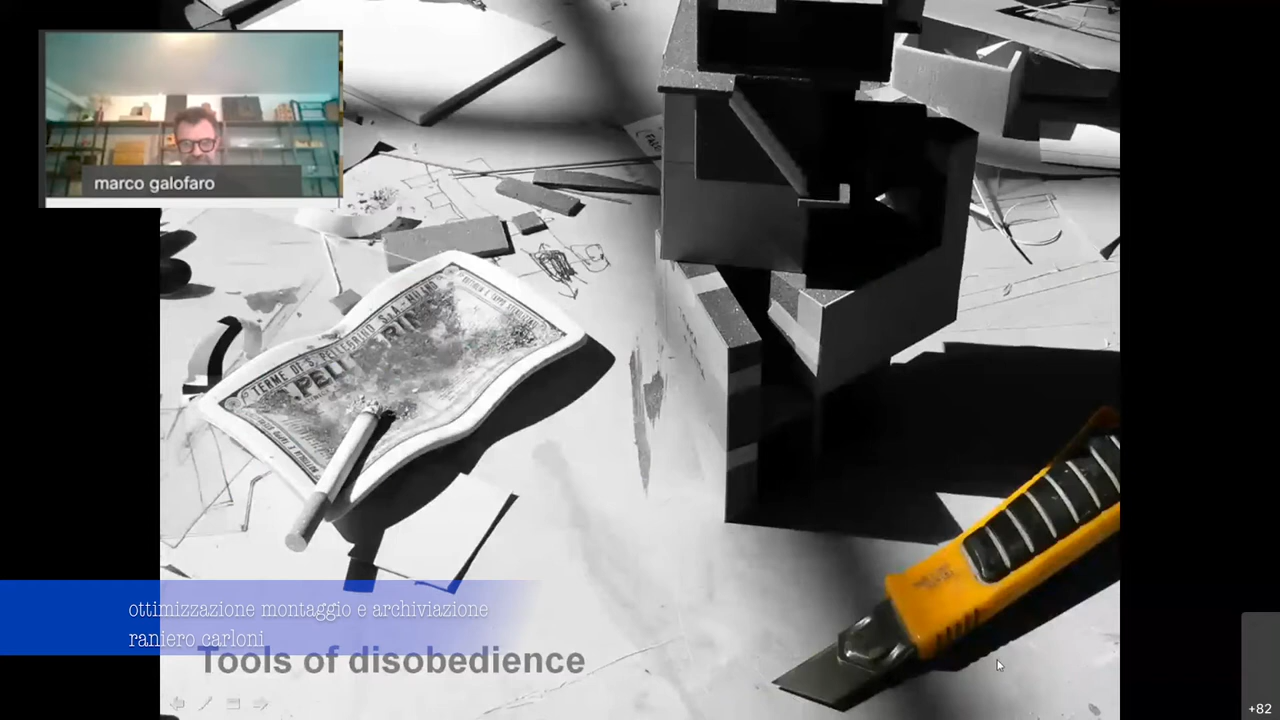 marco galofaro
TERME DI S. PELLEGRINO S.A. - MILANO
ottimizzazione montaggio e archiviazione
raniero carloni
Tools of disobedience
+82